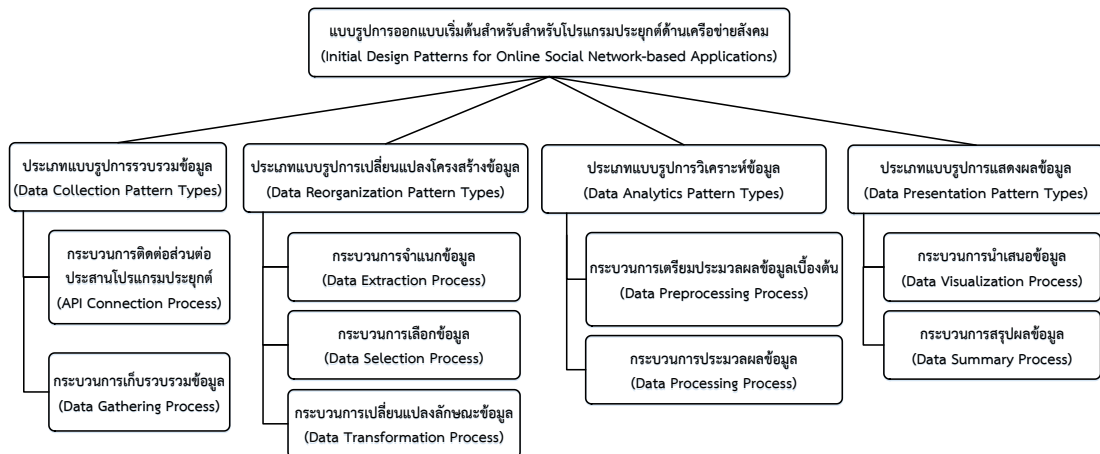 แบบรูปการออกแบบเริ่มต้นสำหรับสำหรับโปรแกรมประยุกต์ด้านเครือข่ายสังคม
(Initial Design Patterns for Online Social Network-based Applications)
ประเภทแบบรูปการรวบรวมข้อมูล
(Data Collection Pattern Types)
กระบวนการติดต่อส่วนต่อ
ประสานโปรแกรมประยุกต์
(API Connection Process)
กระบวนการเก็บรวบรวมข้อมูล
(Data Gathering Process)
ประเภทแบบรูปการเปลี่ยนแปลงโครงสร้างข้อมูล
(Data Reorganization Pattern Types)
กระบวนการจำแนกข้อมูล
(Data Extraction Process)
กระบวนการเลือกข้อมูล
(Data Selection Process)
กระบวนการเปลี่ยนแปลงลักษณะข้อมูล
(Data Transformation Process)
ประเภทแบบรูปการวิเคราะห์ข้อมูล
(Data Analytics Pattern Types)
กระบวนการเตรียมประมวลผลข้อมูลเบื้องต้น
(Data Preprocessing Process)
กระบวนการประมวลผลข้อมูล
(Data Processing Process)
ประเภทแบบรูปการแสดงผลข้อมูล
(Data Presentation Pattern Types)
กระบวนการนำเสนอข้อมูล
(Data Visualization Process)
กระบวนการสรุปผลข้อมูล
(Data Summary Process)